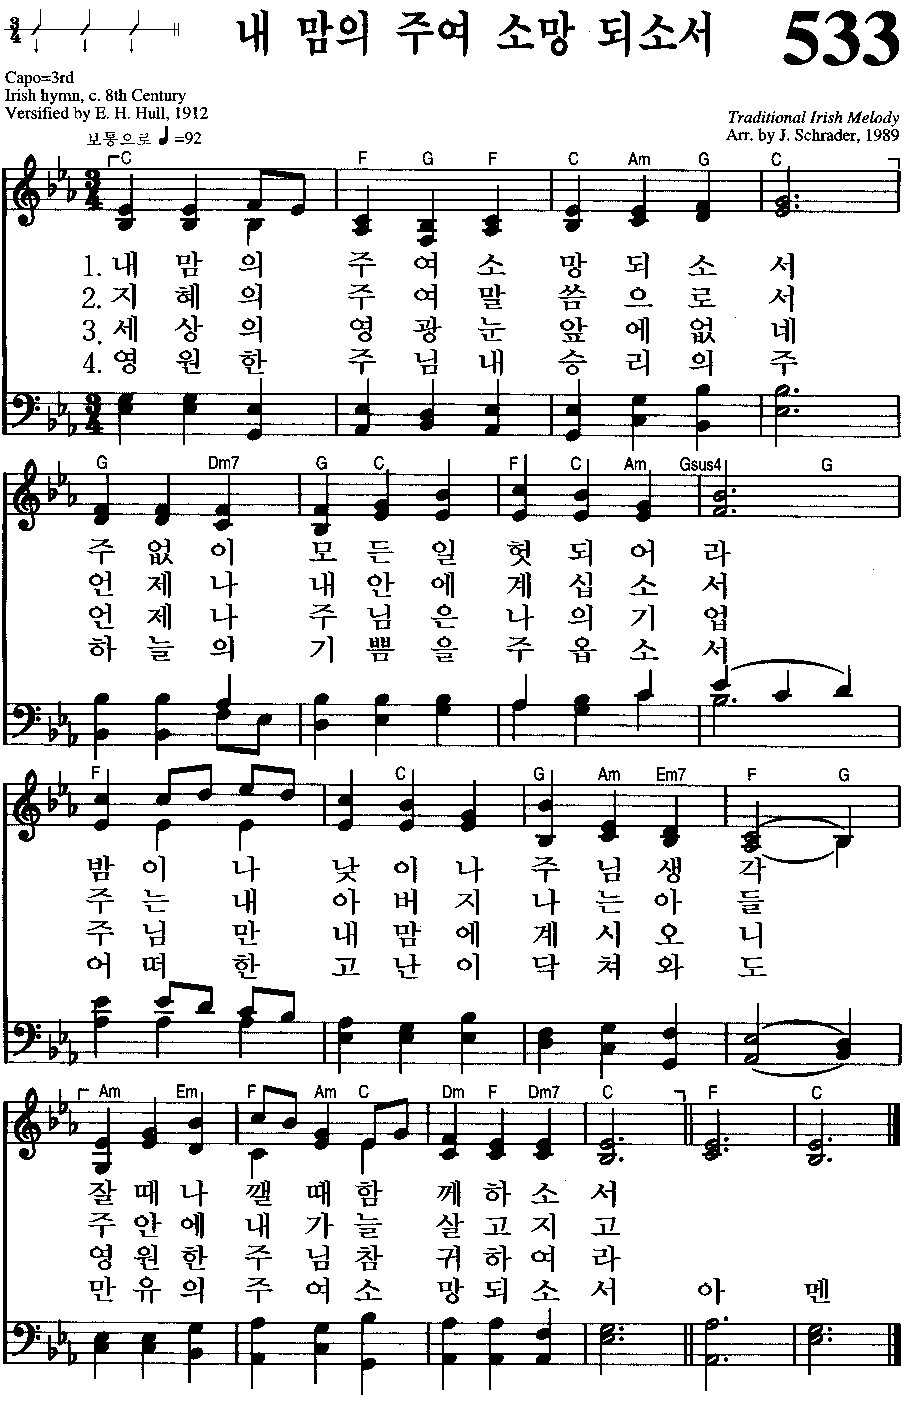 3/4
내 맘의 주여 소망 되소서 533
Capo=3rd
Irish hymn, c. 8th Century
Versified by E. H. Hull, 1912
Traditional Irish Melody
Arr. by J. Schrader, 1989
보통으로 ♩=92
C F G F C Am G C
1. 내 맘 의 주 여 소 망 되 소 서
2. 지 혜 의 주 여 말 씀 으 로 서
3. 세 상 의 영 광 눈 앞 에 없 네
4. 영 원 한 주 님 내 승 리 의 주
G Dm7 G C F C Am Gsus4 G
주 없 이 모 든 일 헛 되 어 라
언 제 나 내 안 에 계 십 소 서
언 제 나 주 님 은 나 의 기 업
하 늘 의 기 쁨 을 주 옵 소 서
F C G Am Em7 F G
밤 이 나 낮 이 나 주 님 생 각
주 는 내 아 버 지 나 는 아 들
주 님 만 내 맘 에 계 시 오 니
어 떠 한 고 난 이 닥 쳐 와 도
Am Em F Am C Dm F Dm7 C F C
잘 때 나 깰 때 함 께 하 소 서
주 안 에 내 가 늘 살 고 지 고
영 원 한 주 님 참 귀 하 여 라
만 유 의 주 여 소 망 되 소 서 아 멘